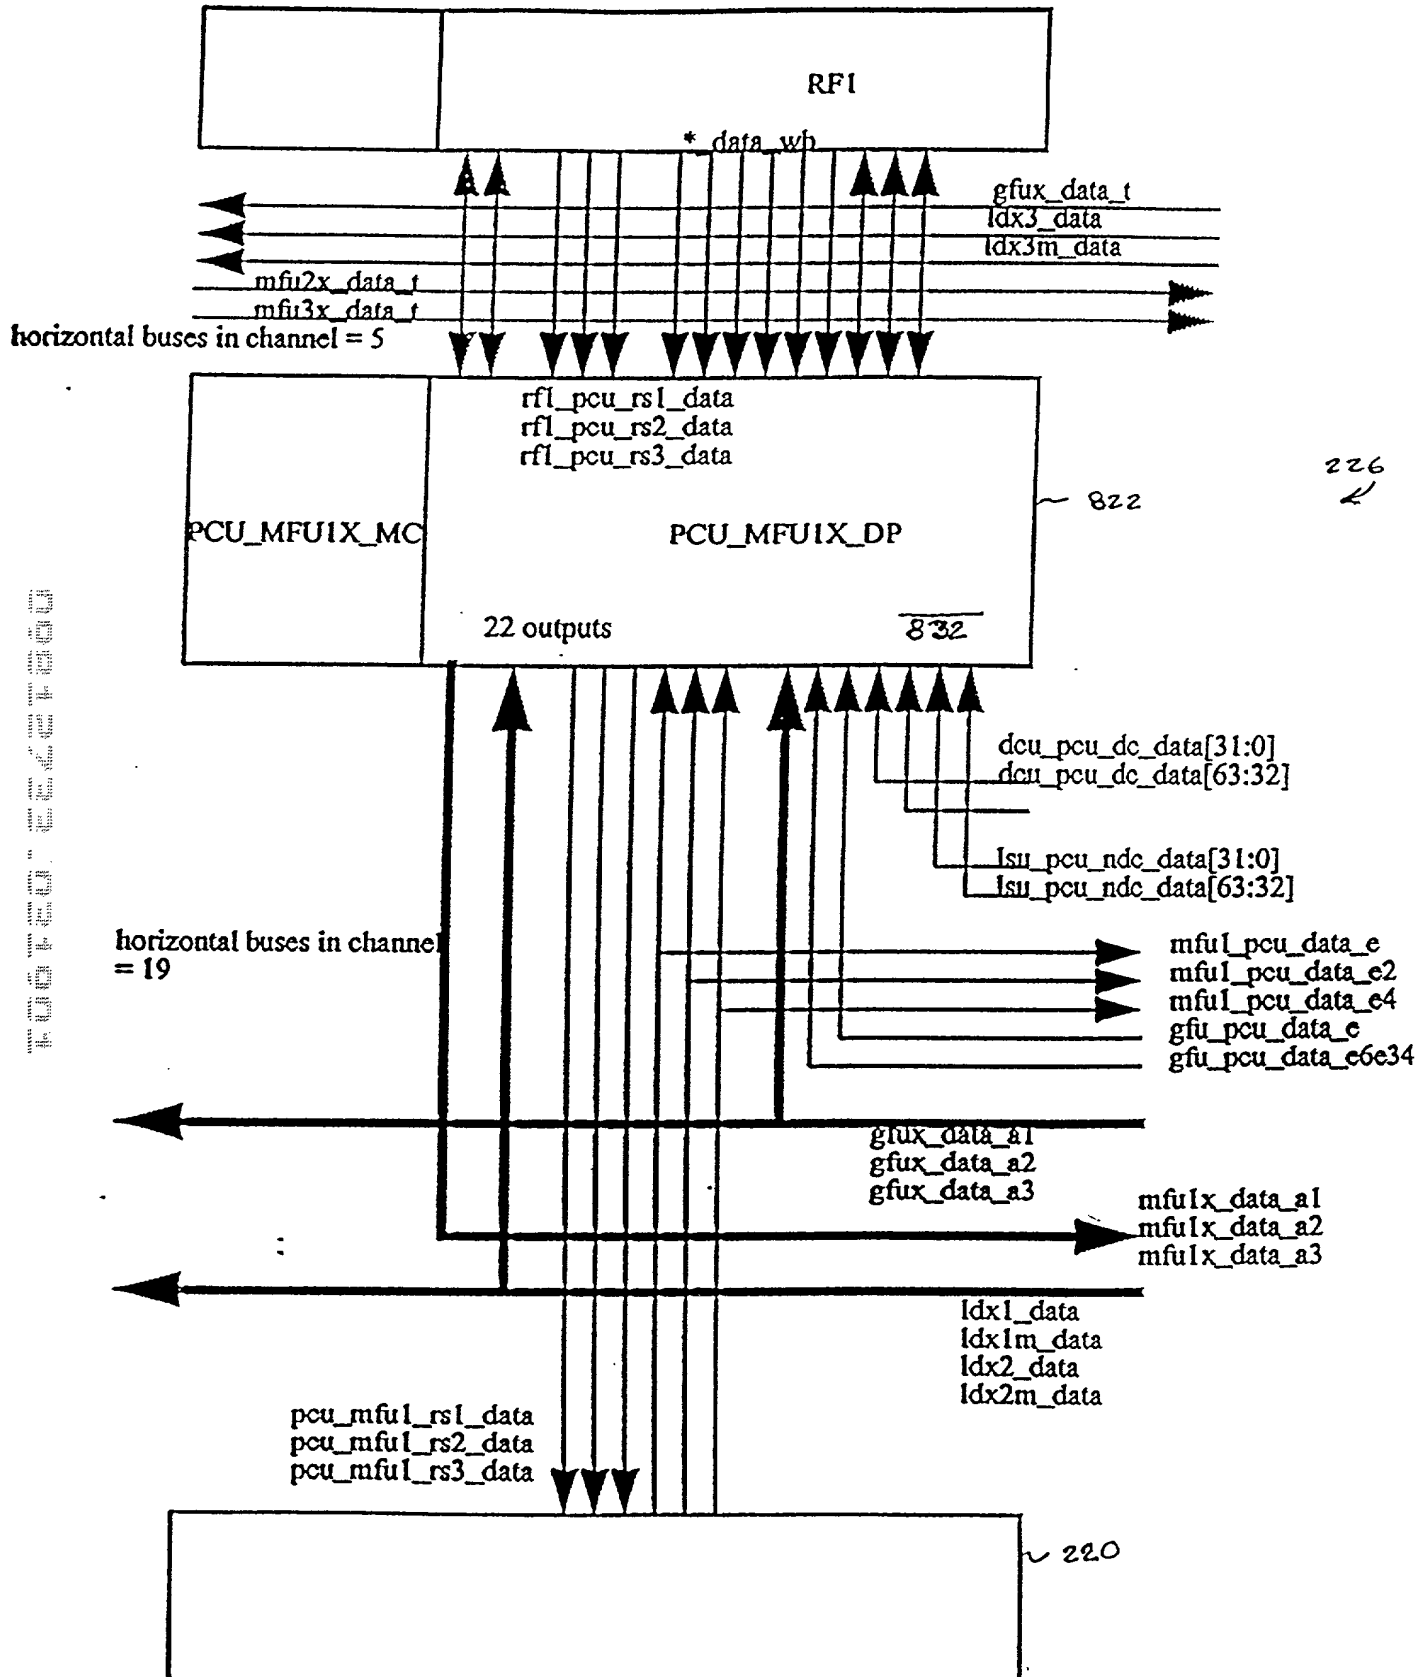 RF1
*_data_wb
gfux_data_t
ldx3_data
ldx3m_data
mfu2x_data_t
mfu3x_data_t
horizontal buses in channel = 5
rf1_pcu_rs1_data
rf1_pcu_rs2_data
rf1_pcu_rs3_data
226
822
PCU_MFU1X_MC
PCU_MFU1X_DP
22 outputs
832
dcu_pcu_dc_data[31:0]
dcu_pcu_dc_data[63:32]
lsu_pcu_ndc_data[31:0]
lsu_pcu_ndc_data[63:32]
horizontal buses in channel
= 19
mfu1_pcu_data_e
mfu1_pcu_data_e2
mfu1_pcu_data_e4
gfu_pcu_data_e
gfu_pcu_data_e6e34
gfux_data_a1
gfux_data_a2
gfux_data_a3
mfu1x_data_a1
mfu1x_data_a2
mfu1x_data_a3
ldx1_data
ldx1m_data
ldx2_data
ldx2m_data
pcu_mfu1_rs1_data
pcu_mfu1_rs2_data
pcu_mfu1_rs3_data
220